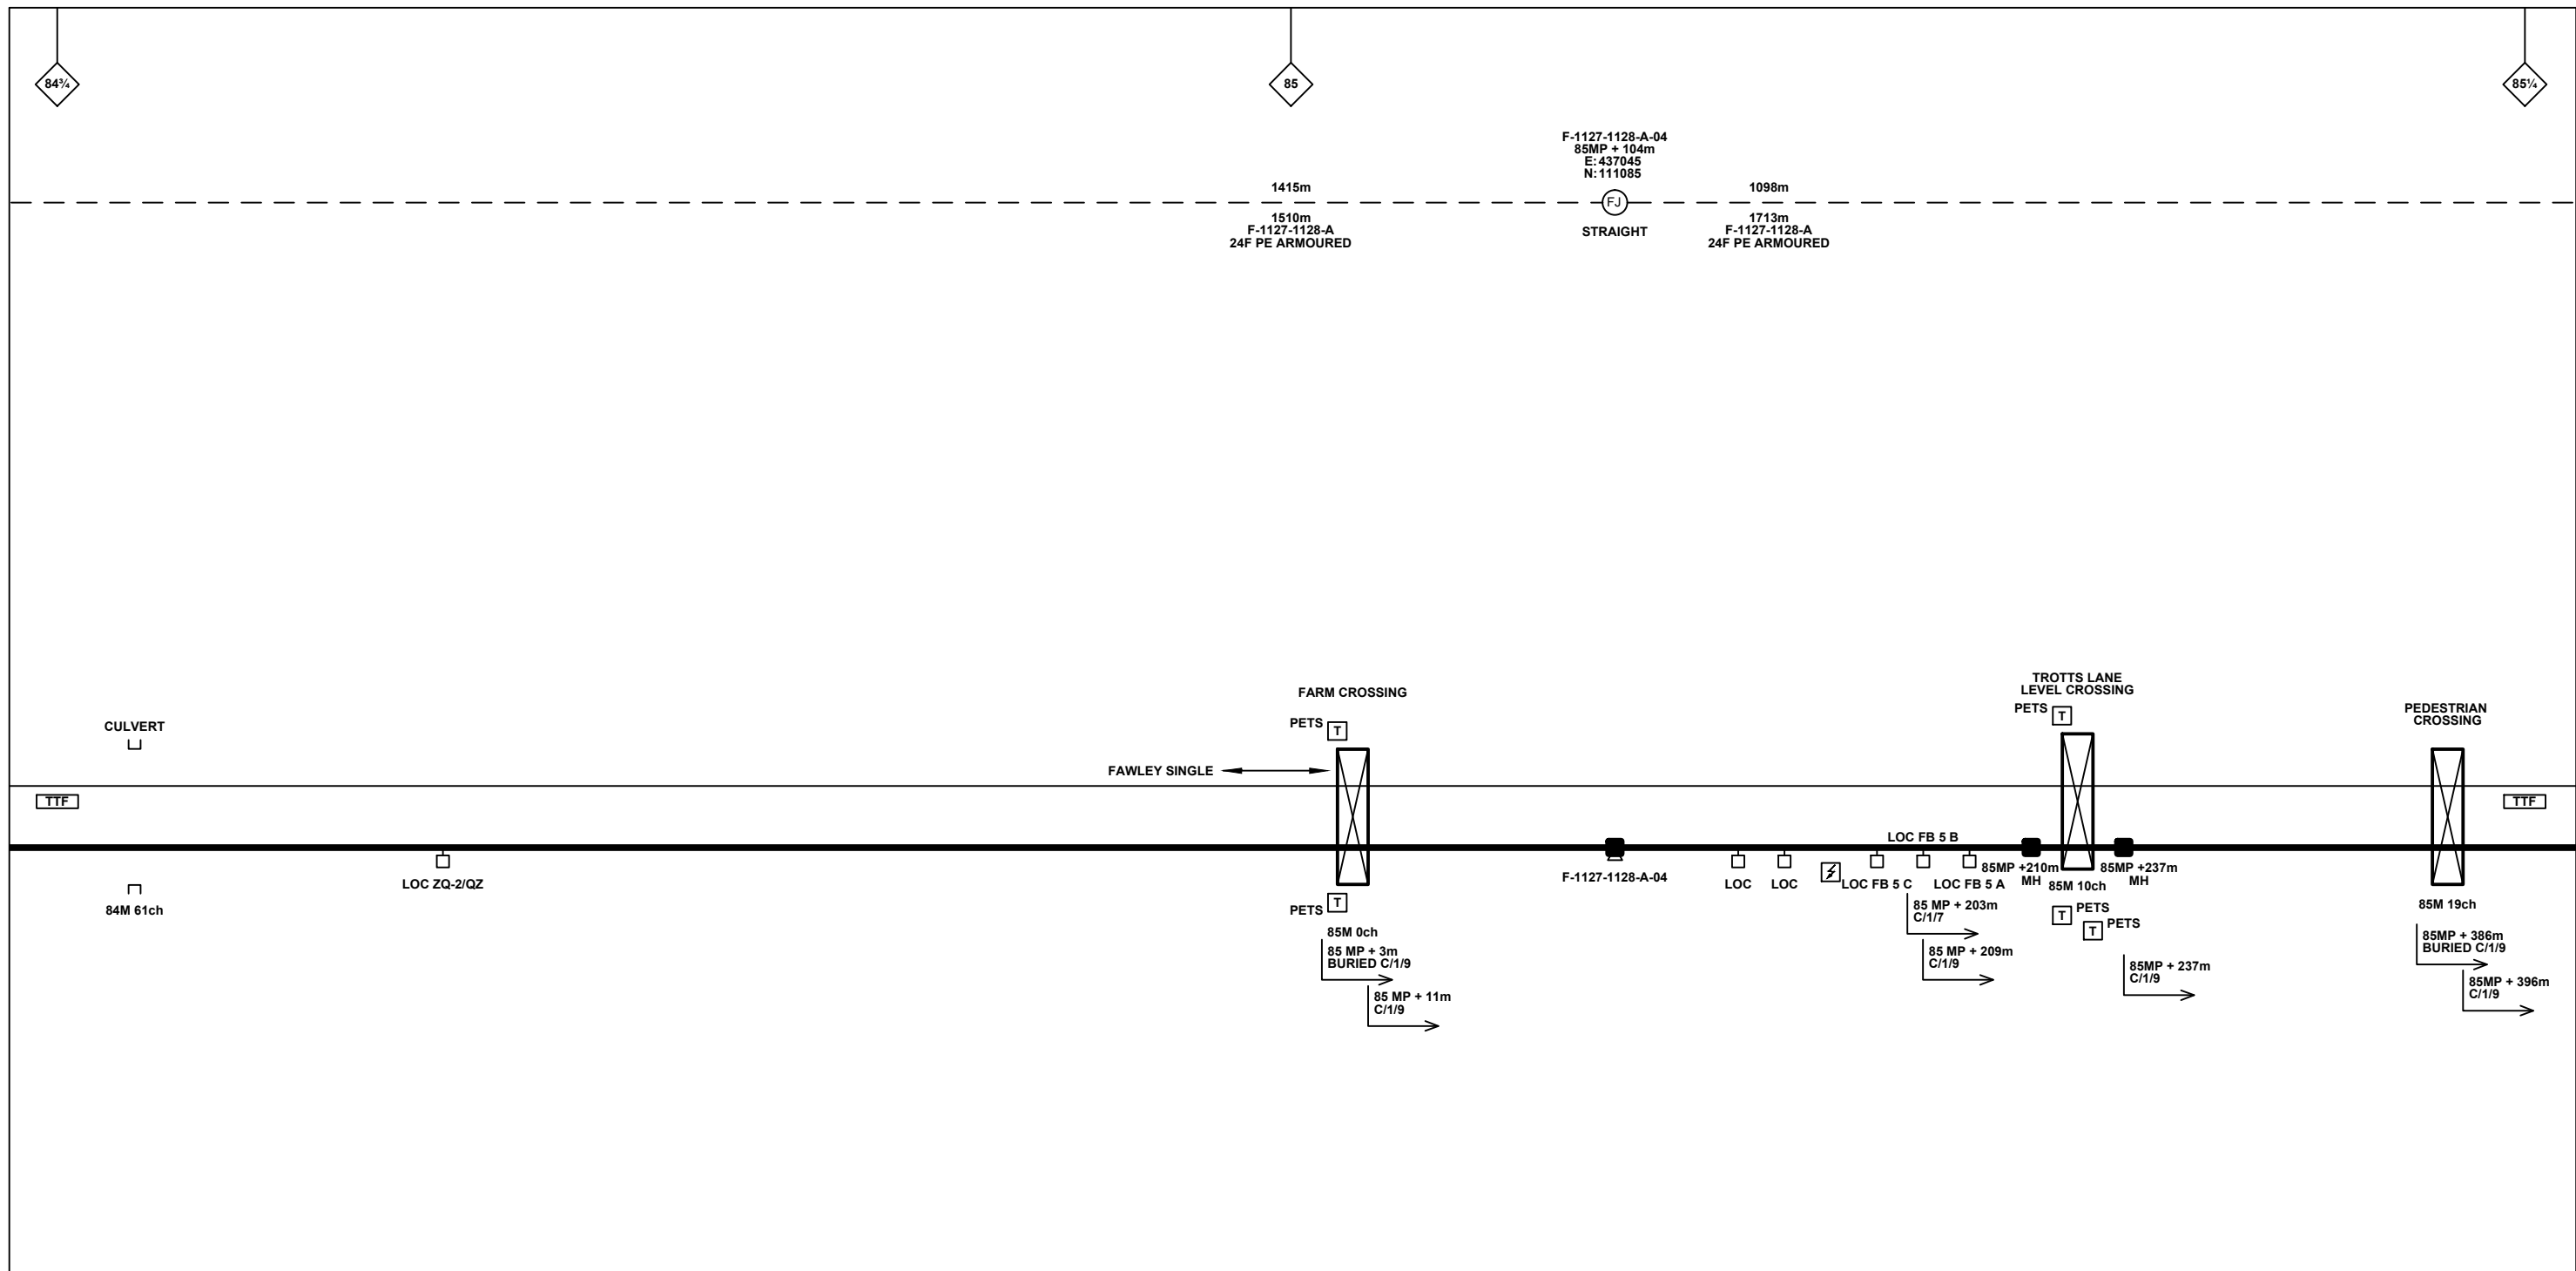 84¾
85
85¼
F-1127-1128-A-04
85MP + 104m
E: 437045
N: 111085
1415m
FJ
1098m
1510m
F-1127-1128-A
24F PE ARMOURED
STRAIGHT
1713m
F-1127-1128-A
24F PE ARMOURED
CULVERT
TTF
84M 61ch
LOC ZQ-2/QZ
FAWLEY SINGLE
FARM CROSSING
PETS
T
PETS
T
85M 0ch
85 MP + 3m
BURIED C/1/9
85 MP + 11m
C/1/9
F-1127-1128-A-04
LOC
LOC
LOC FB 5 B
LOC FB 5 C
LOC FB 5 A
85 MP + 203m
C/1/7
85 MP + 209m
C/1/9
TROTTS LANE
LEVEL CROSSING
PETS
T
85MP +210m
MH
85M 10ch
85MP +237m
MH
T
PETS
T
PETS
85MP + 237m
C/1/9
PEDESTRIAN
CROSSING
TTF
85M 19ch
85MP + 386m
BURIED C/1/9
85MP + 396m
C/1/9